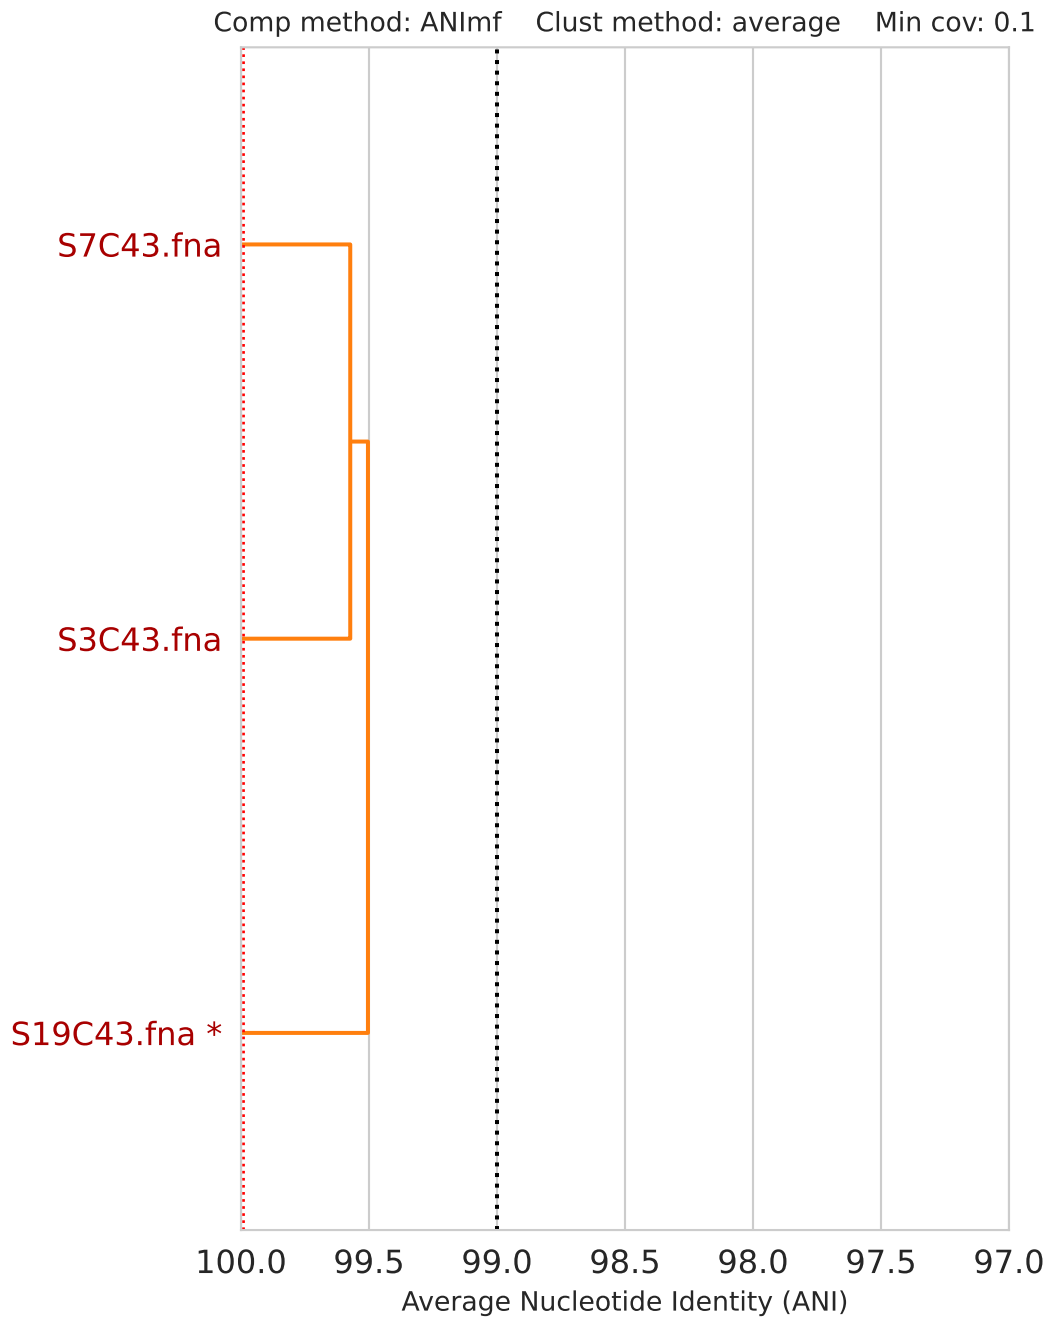 Comp method: ANImf    Clust method: average    Min cov: 0.1
S7C43.fna
S3C43.fna
S19C43.fna *
100.0 99.5 99.0 98.5 98.0 97.5 97.0
Average Nucleotide Identity (ANI)